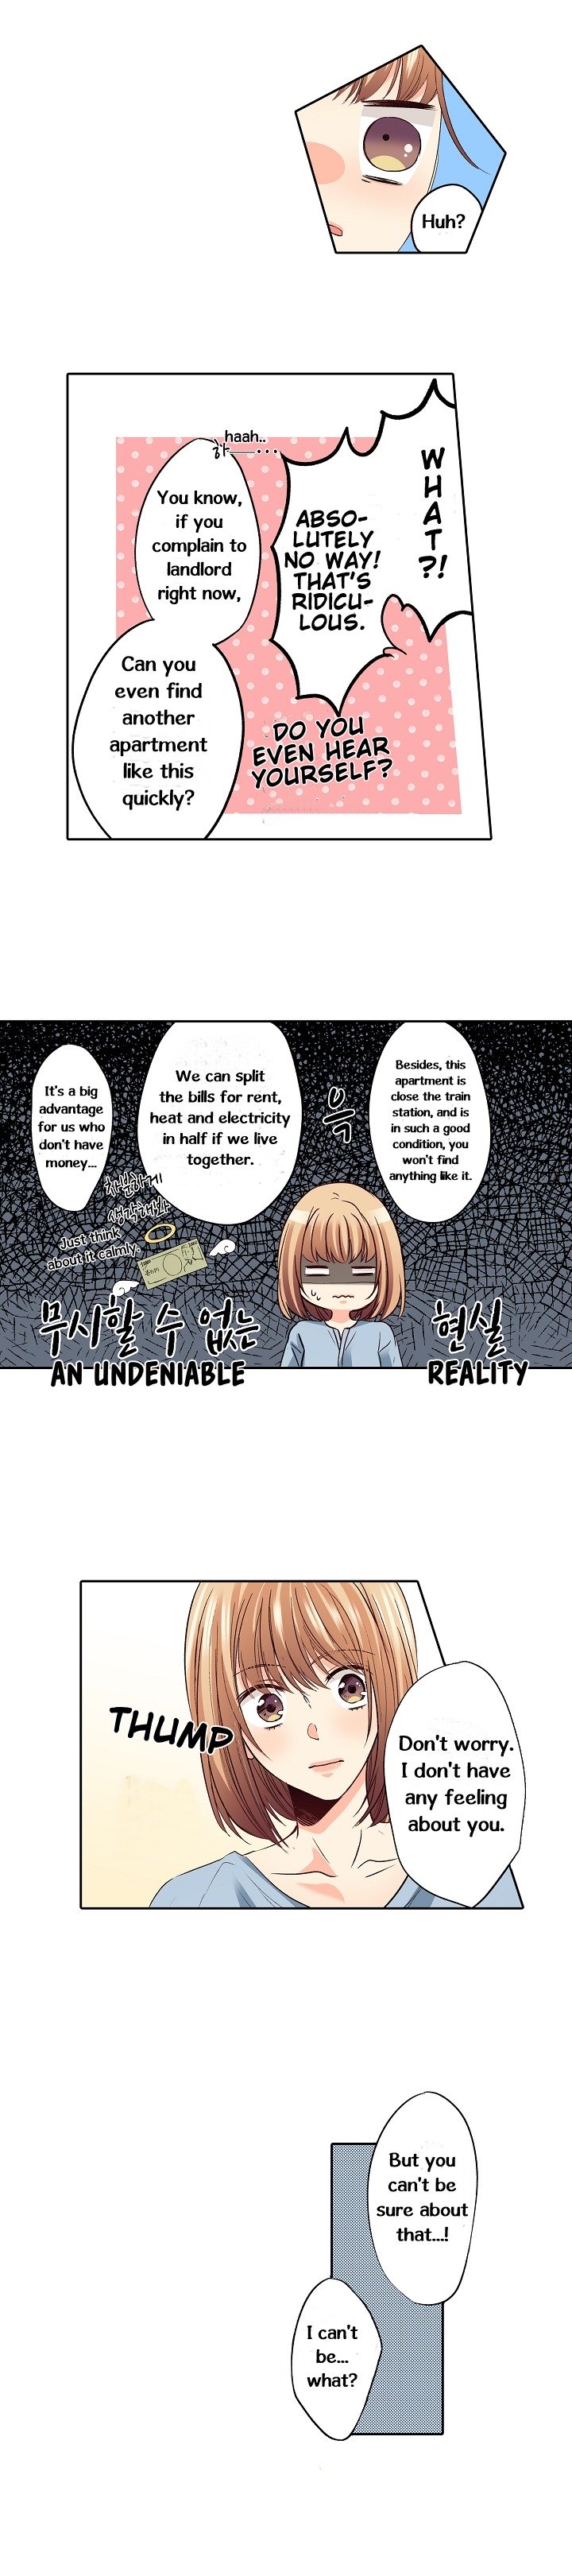 Huh?
WHAT?!
ABSO-
LUTELY
NO WAY!
THAT'S
RIDICU-
LOUS.
DO YOU
EVEN HEAR
YOURSELF?
haah..
하—...
You know,
if you
complain to
landlord
right now,
Can you
even find
another
apartment
like this
quickly?
Besides, this
apartment is
close the train
station, and is
in such a good
condition, you
won't find
anything like it.
윽
We can split
the bills for rent,
heat and electricity
in half if we live
together.
It's a big
advantage
for us who
don't have
money...
차분하게
생각해봐
Just think
about it calmly.
무시할 수 없는
현실
AN UNDENIABLE
REALITY
THUMP
Don't worry.
I don't have
any feeling
about you.
But you
can't be
sure about
that...!
I can't
be...
what?